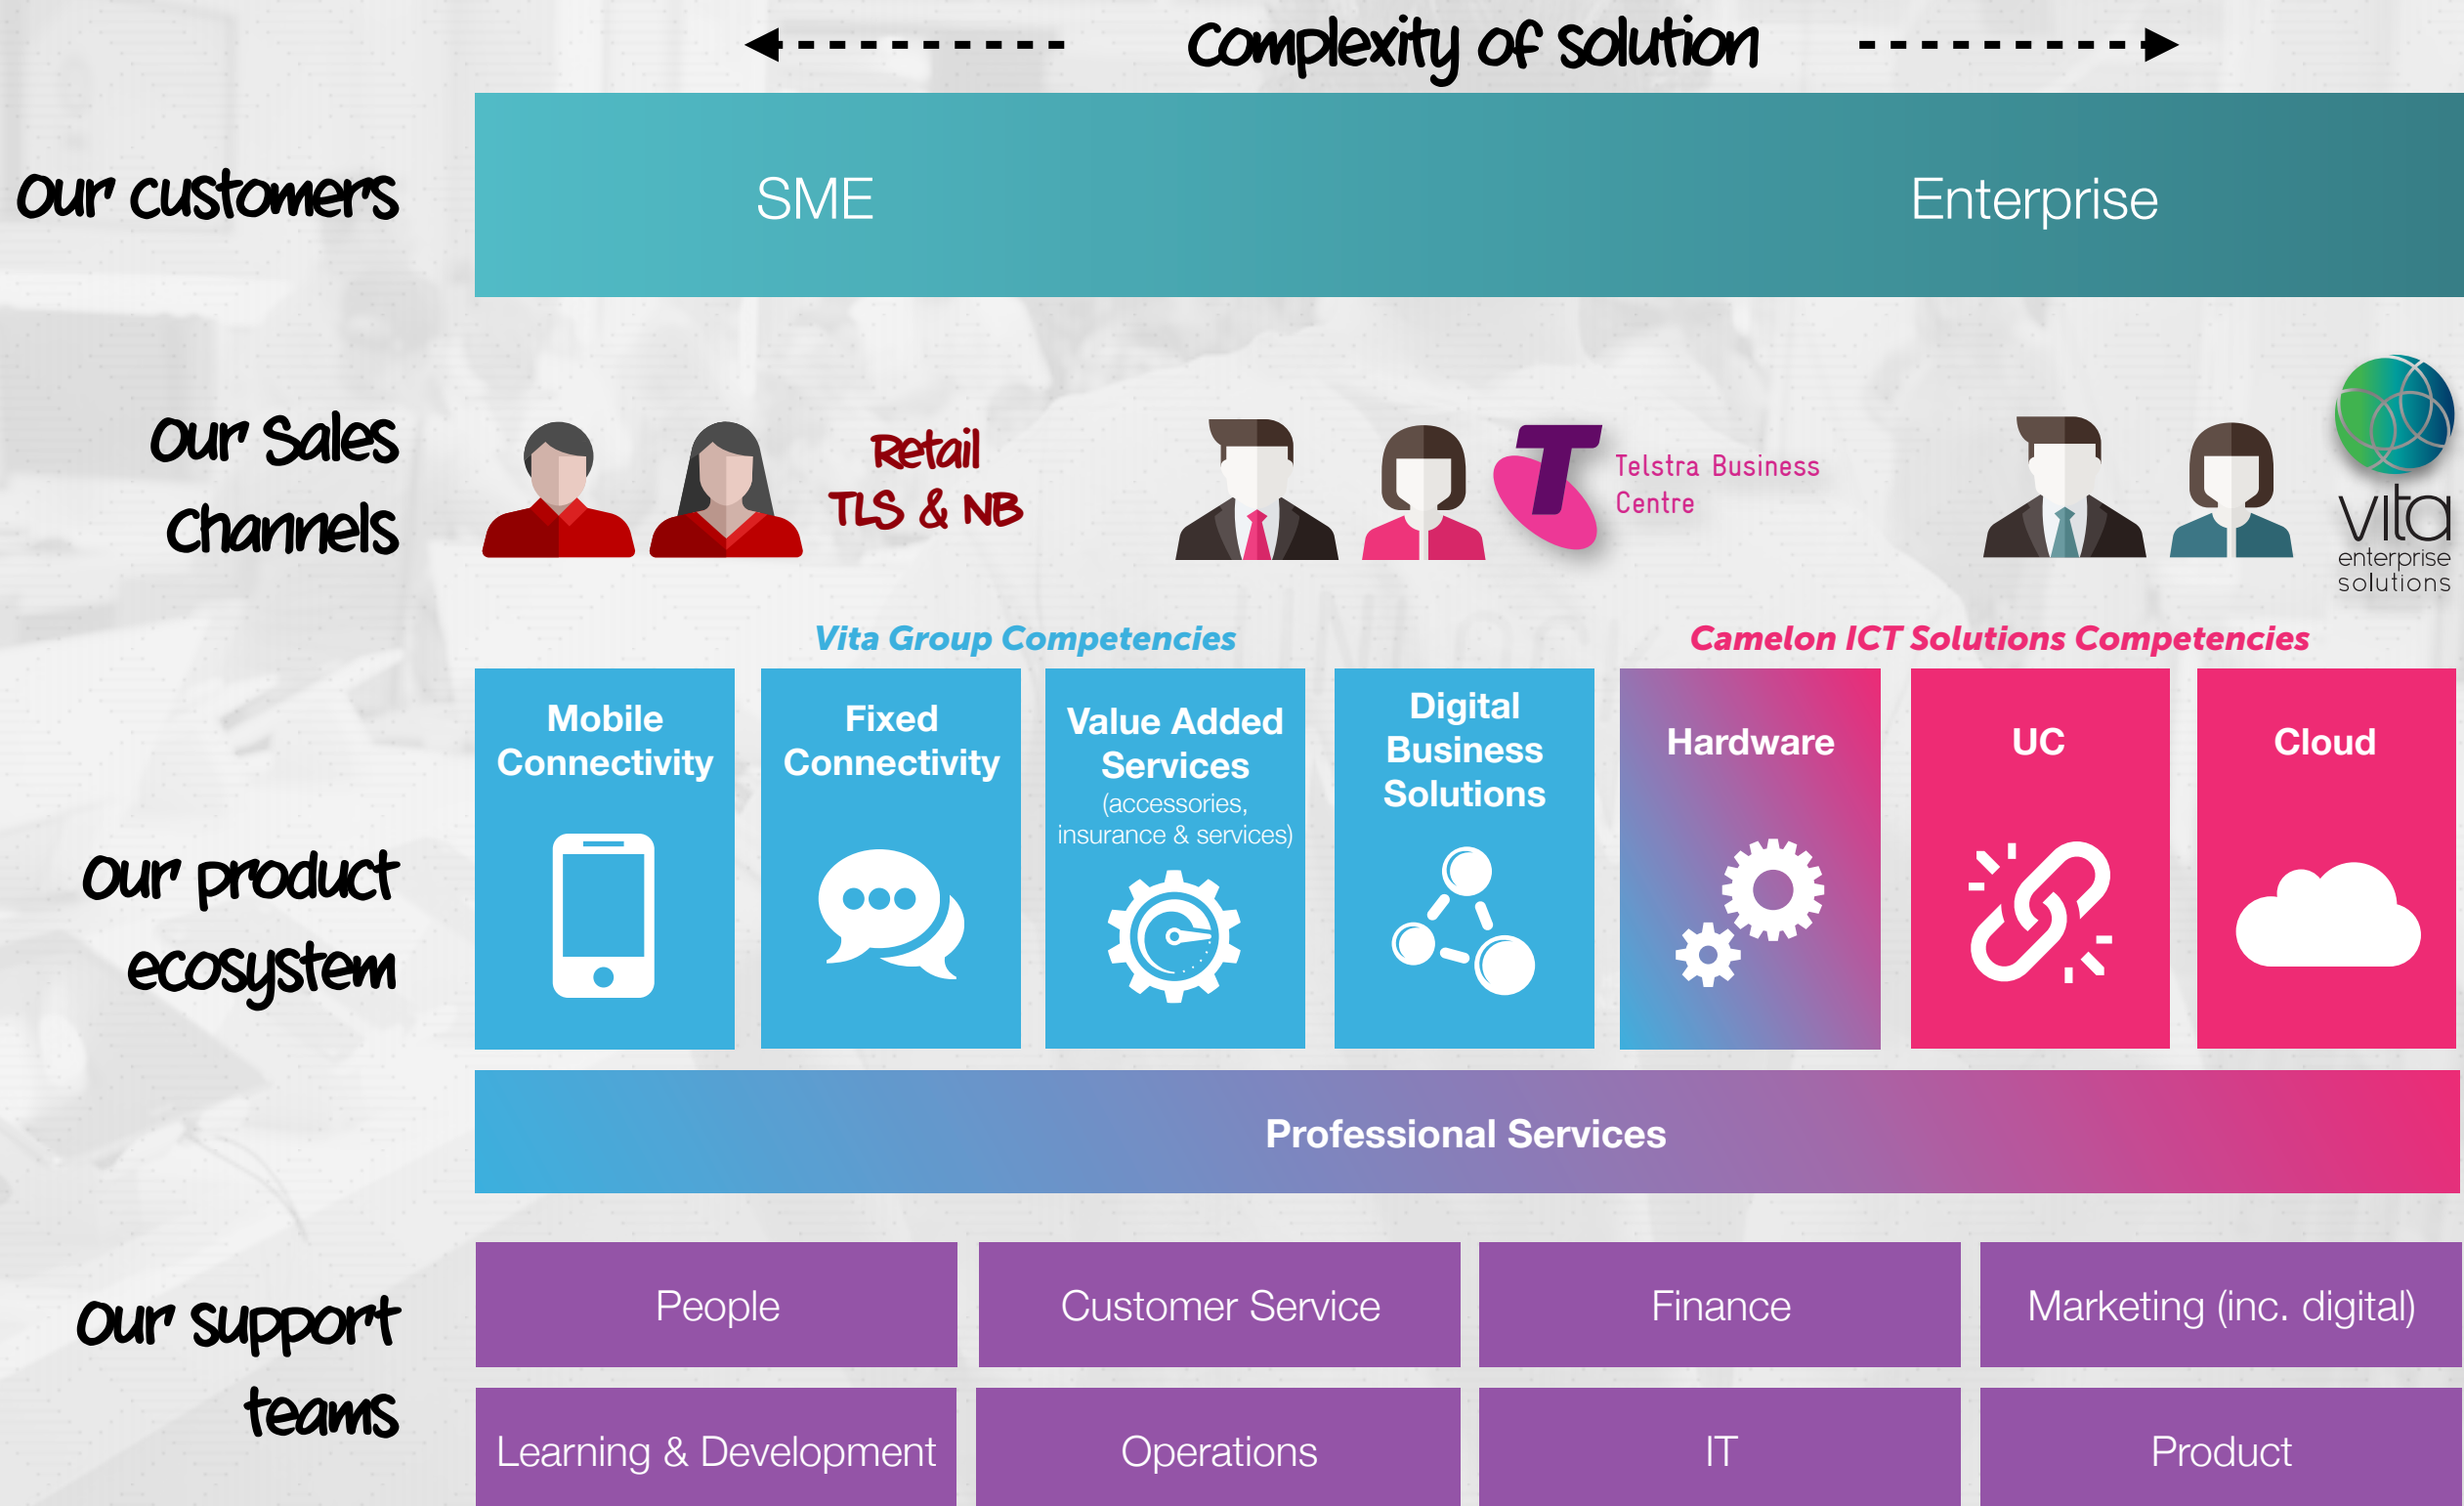 Complexity of solution
Our customers
SME
Enterprise
Our Sales
Channels
Retail
TLS & NB
T
Telstra Business
Centre
vita
enterprise
solutions
Vita Group Competencies
Camelon ICT Solutions Competencies
Our product
ecosystem
Mobile
Connectivity
Fixed
Connectivity
Value Added
Services
(accessories,
insurance & services)
Digital
Business
Solutions
Hardware
UC
Cloud
Professional Services
Our support
teams
People
Customer Service
Finance
Marketing (inc. digital)
Learning & Development
Operations
IT
Product